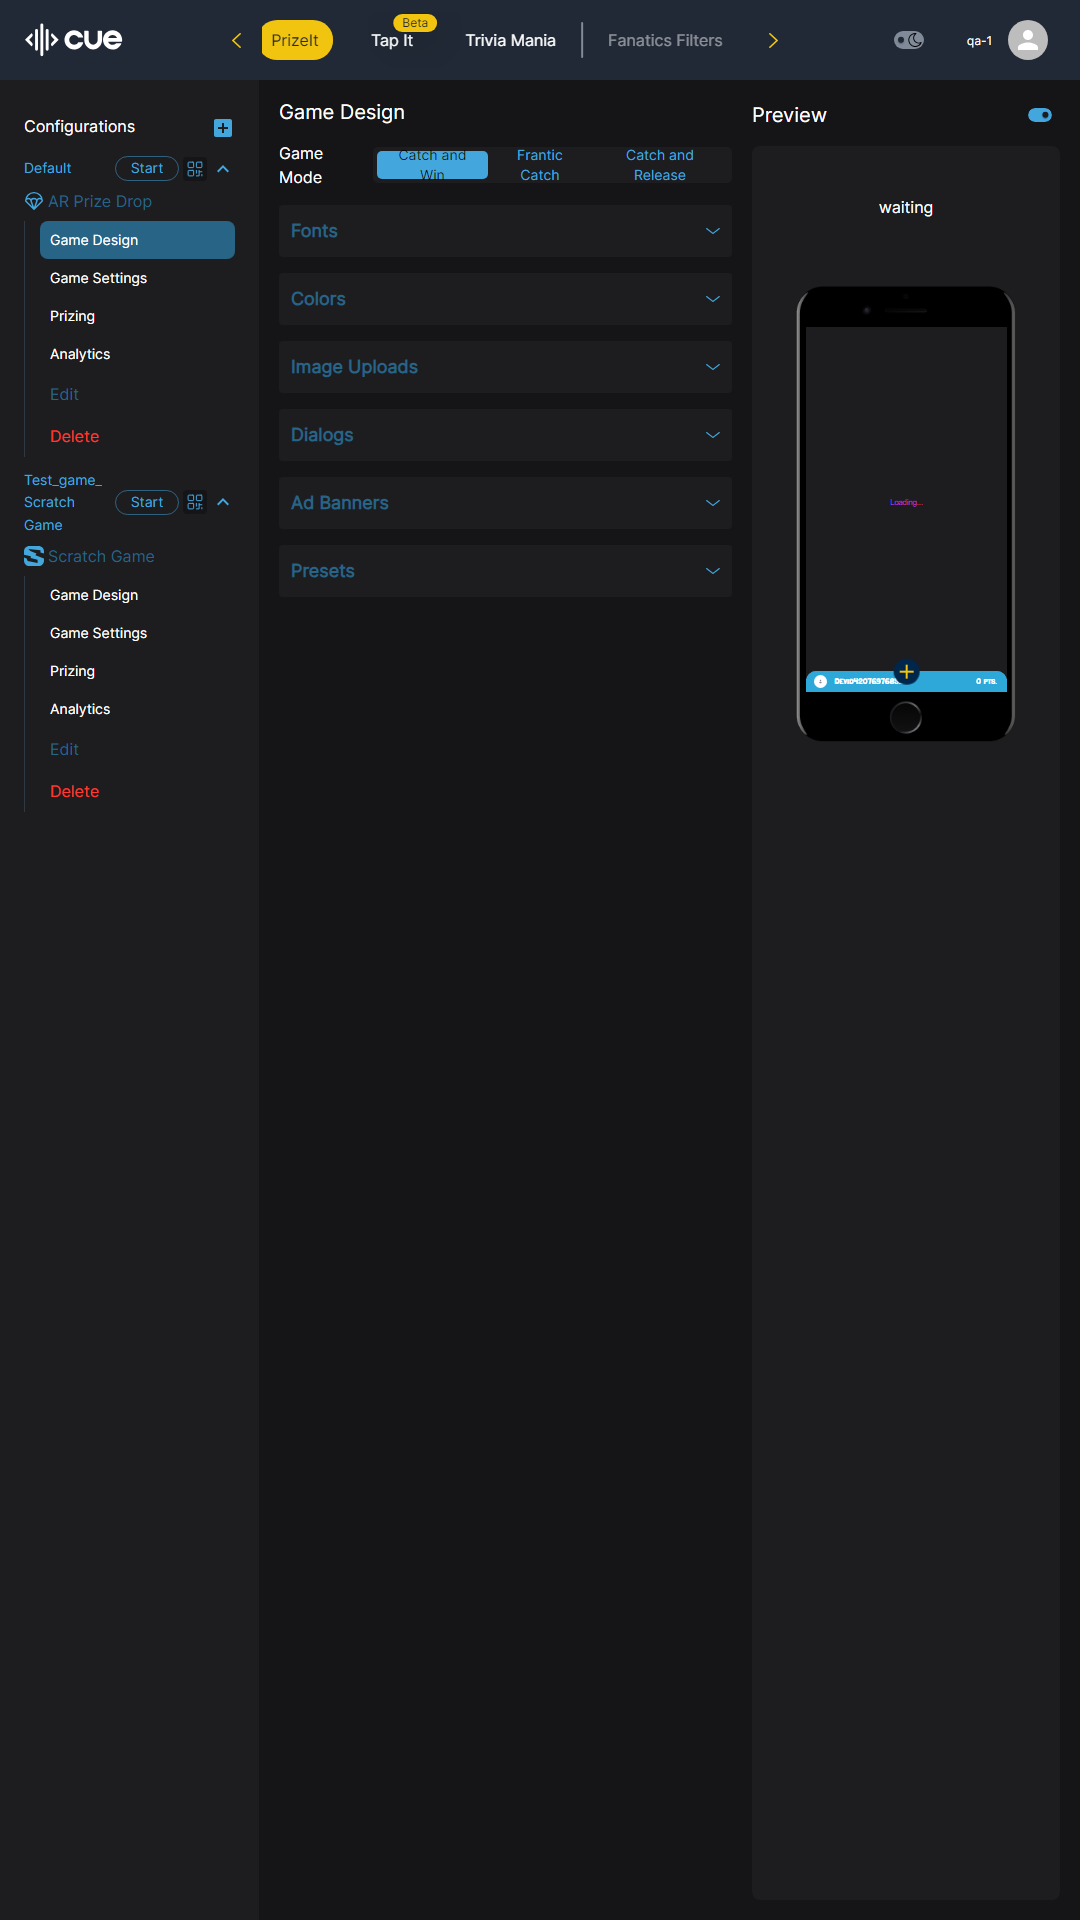 cue
PrizeIt
Beta
Tap It
Trivia Mania
Fanatics Filters
qa-1
Configurations
Default
Start
AR Prize Drop
Game Design
Game Settings
Prizing
Analytics
Edit
Delete
Test_game_
Scratch
Game
Start
Scratch Game
Game Design
Game Settings
Prizing
Analytics
Edit
Delete
Game Design
Game
Mode
Catch and
Win
Frantic
Catch
Catch and
Release
Fonts
Colors
Image Uploads
Dialogs
Ad Banners
Presets
Preview
waiting
Loading...
0 PTS.